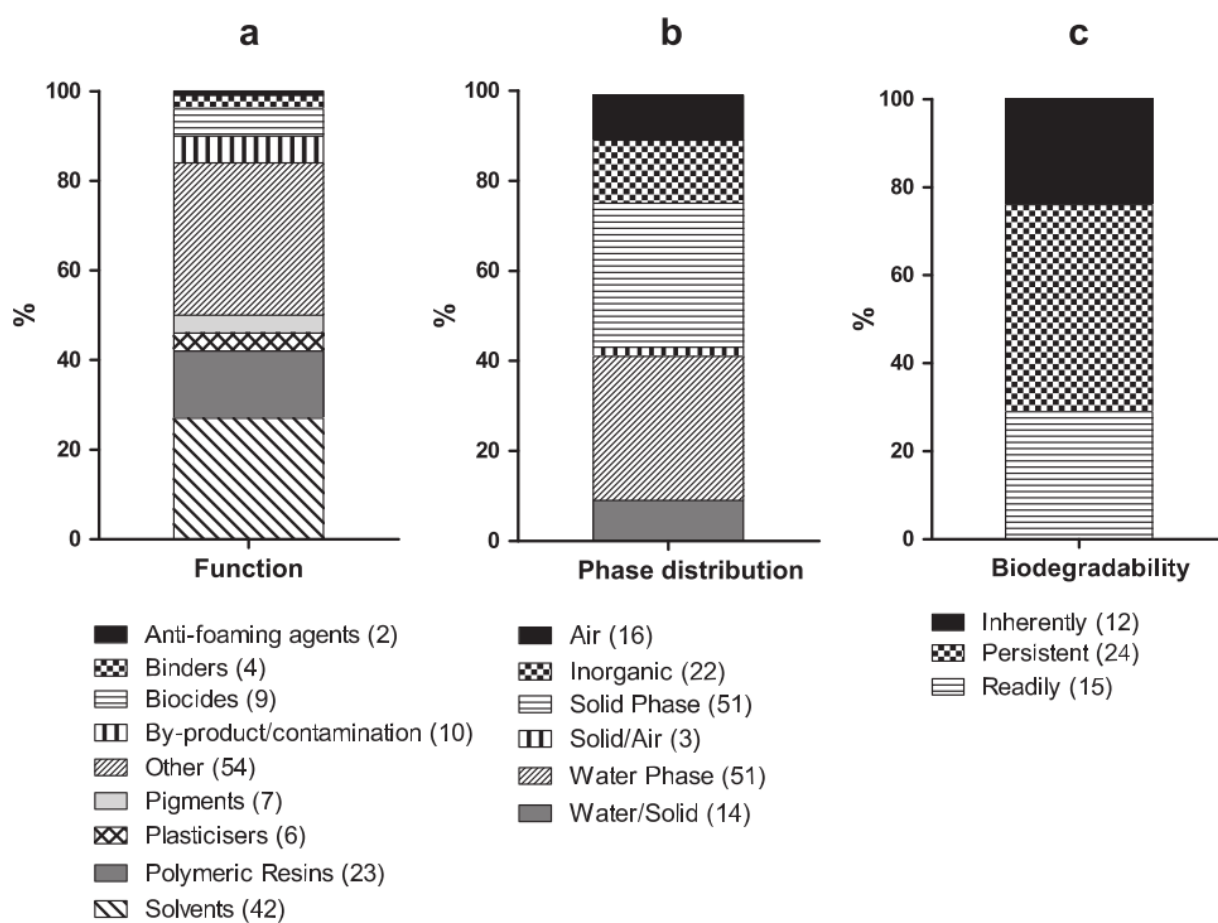 a
b
c
100
80
60
40
20
0
%
Function
100
80
60
40
20
0
%
Phase distribution
100
80
60
40
20
0
%
Biodegradability
Anti-foaming agents (2)
Binders (4)
Biocides (9)
By-product/contamination (10)
Other (54)
Pigments (7)
Plasticisers (6)
Polymeric Resins (23)
Solvents (42)
Air (16)
Inorganic (22)
Solid Phase (51)
Solid/Air (3)
Water Phase (51)
Water/Solid (14)
Inherently (12)
Persistent (24)
Readily (15)